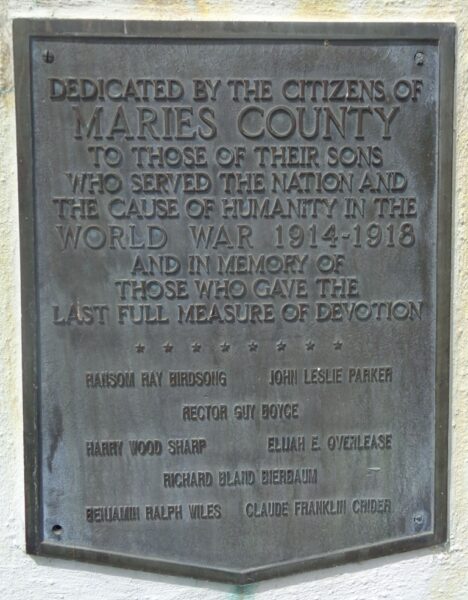 DEDICATED BY THE CITIZENS OF
MARIES COUNTY
TO THOSE OF THEIR SONS
WHO SERVED THE NATION AND
THE CAUSE OF HUMANITY IN THE
WORLD WAR 1914-1918
AND IN MEMORY OF
THOSE WHO GAVE THE
LAST FULL MEASURE OF DEVOTION
RANSOM RAY BIRDSONG JOHN LESLIE PARKER
RECTOR GUY BOYCE
HARRY WOOD SHARP ELIJAH E. OVERLEASE
RICHARD BLAND BIERBAUM
BENJAMIN RALPH WILES CLAUDE FRANKLIN CRIDER